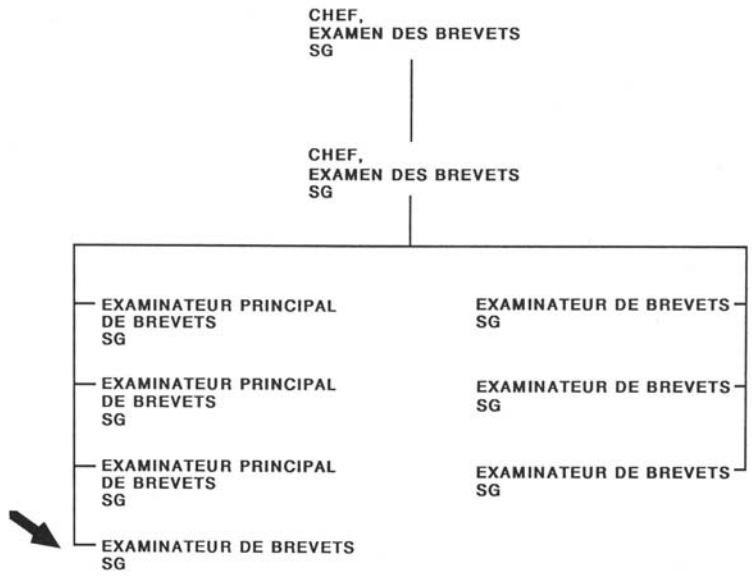 CHEF,
EXAMEN DES BREVETS
SG
CHEF,
EXAMEN DES BREVETS
SG
EXAMINATEUR PRINCIPAL
DE BREVETS
SG
EXAMINATEUR PRINCIPAL
DE BREVETS
SG
EXAMINATEUR PRINCIPAL
DE BREVETS
SG
EXAMINATEUR DE BREVETS
SG
EXAMINATEUR DE BREVETS
SG
EXAMINATEUR DE BREVETS
SG
EXAMINATEUR DE BREVETS
SG